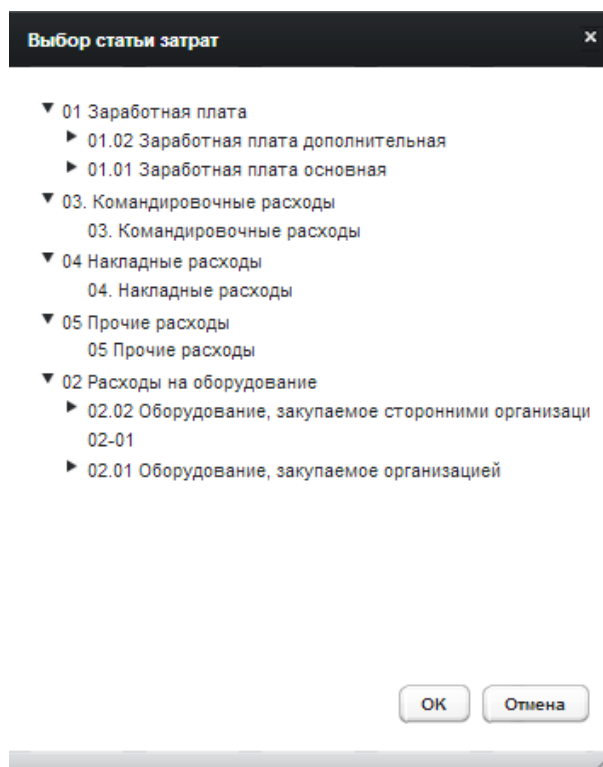 Выбор статьи затрат
01 Заработная плата
01.02 Заработная плата дополнительная
01.01 Заработная плата основная
03. Командировочные расходы
03. Командировочные расходы
04 Накладные расходы
04. Накладные расходы
05 Прочие расходы
05 Прочие расходы
02 Расходы на оборудование
02.02 Оборудование, закупаемое сторонними организаци
02-01
02.01 Оборудование, закупаемое организацией
ОК Отмена